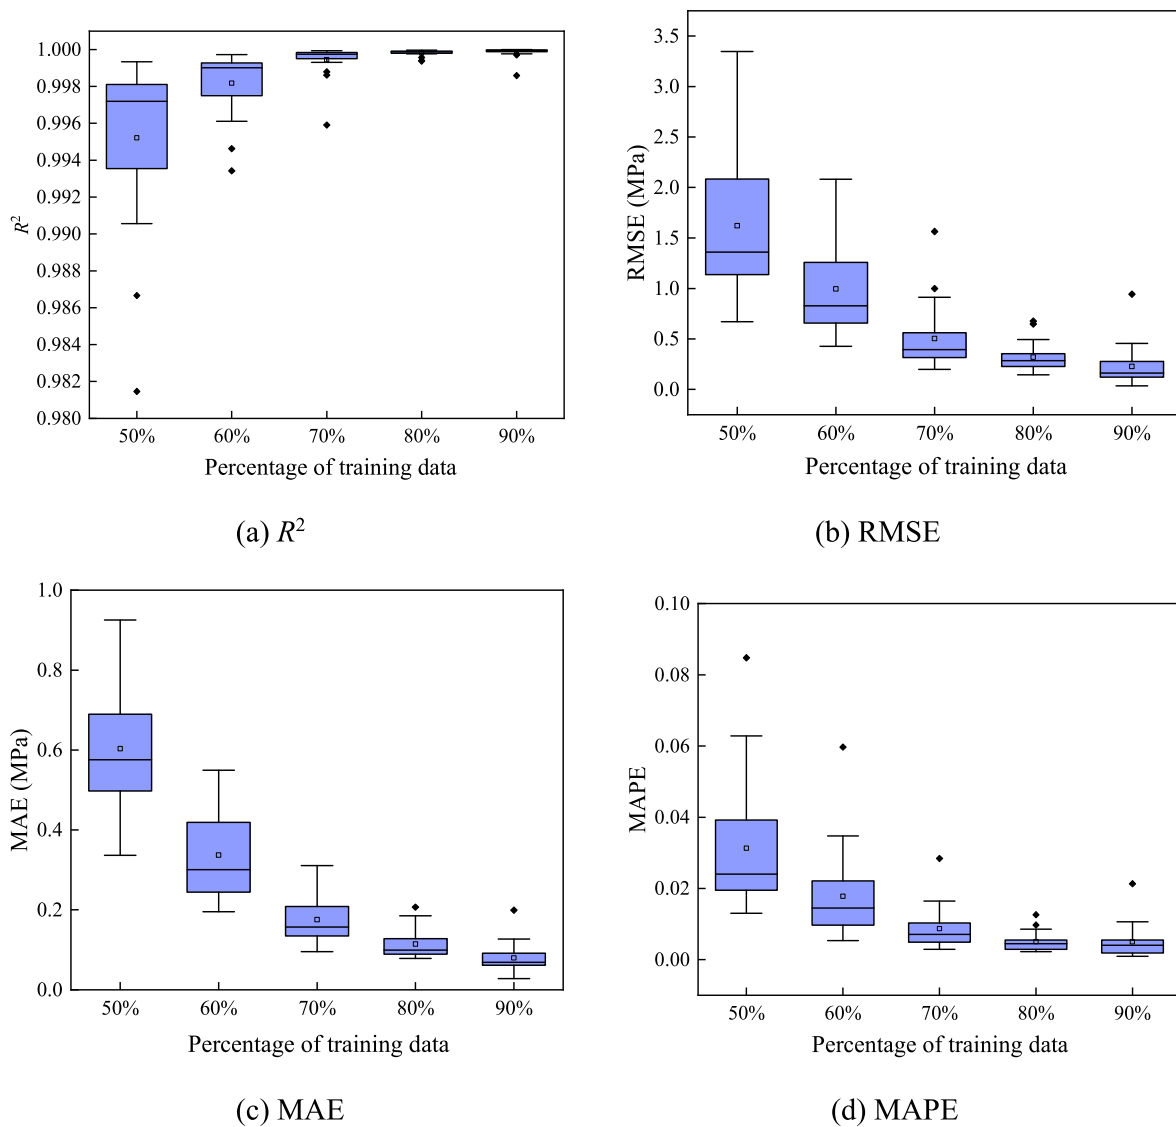 1.000
0.998
0.996
0.994
0.992
0.990
0.988
0.986
0.984
0.982
0.980
R²
50% 60% 70% 80% 90%
Percentage of training data
(a) R²
3.5
3.0
2.5
2.0
1.5
1.0
0.5
0.0
RMSE (MPa)
50% 60% 70% 80% 90%
Percentage of training data
(b) RMSE
1.0
0.8
0.6
0.4
0.2
0.0
MAE (MPa)
50% 60% 70% 80% 90%
Percentage of training data
(c) MAE
0.10
0.08
0.06
0.04
0.02
0.00
MAPE
50% 60% 70% 80% 90%
Percentage of training data
(d) MAPE